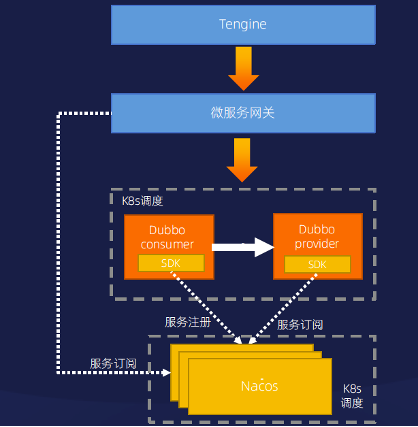 Tengine
微服务网关
K8s调度
Dubbo
consumer
SDK
Dubbo
provider
SDK
服务注册
服务订阅
服务订阅
Nacos
K8s
调度